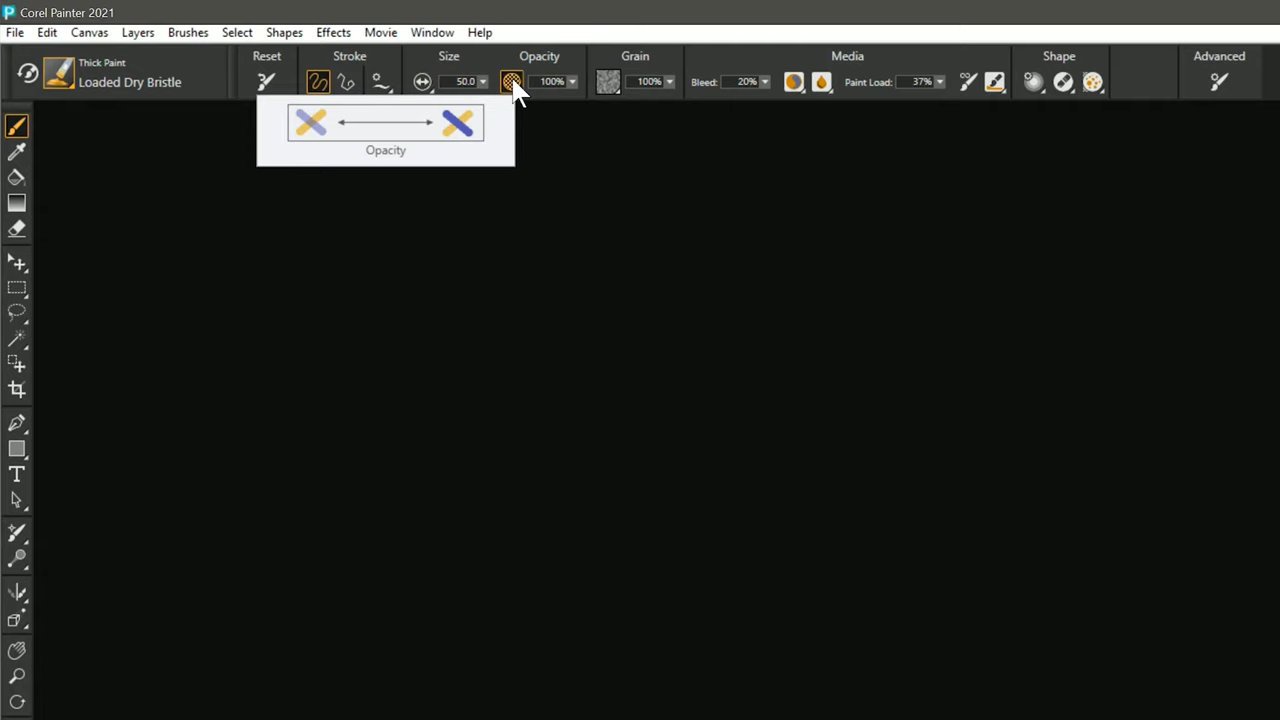 Corel Painter 2021
File Edit Canvas Layers Brushes Select Shapes Effects Movie Window Help
Reset Stroke Size Opacity Grain Media Shape Advanced
Thick Paint
Loaded Dry Bristle
50.0 100% 100% Bleed: 20% Paint Load: 37%
Opacity
T